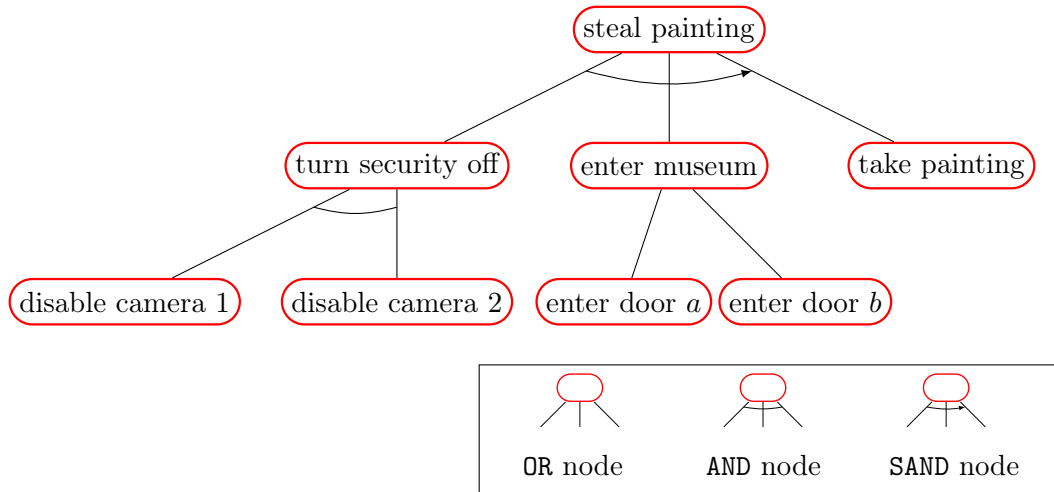 steal painting
turn security off
enter museum
take painting
disable camera 1
disable camera 2
enter door a
enter door b
OR node
AND node
SAND node